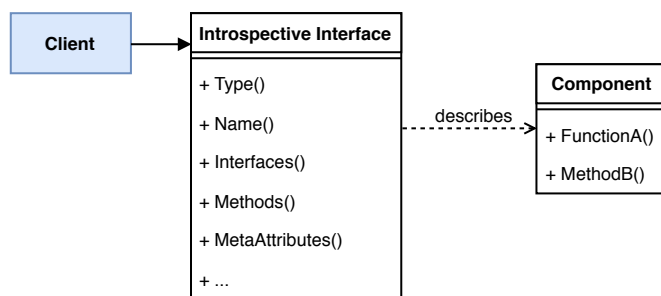 Client
Introspective Interface
+ Type()
+ Name()
+ Interfaces()
+ Methods()
+ MetaAttributes()
+ ...
describes
Component
+ FunctionA()
+ MethodB()